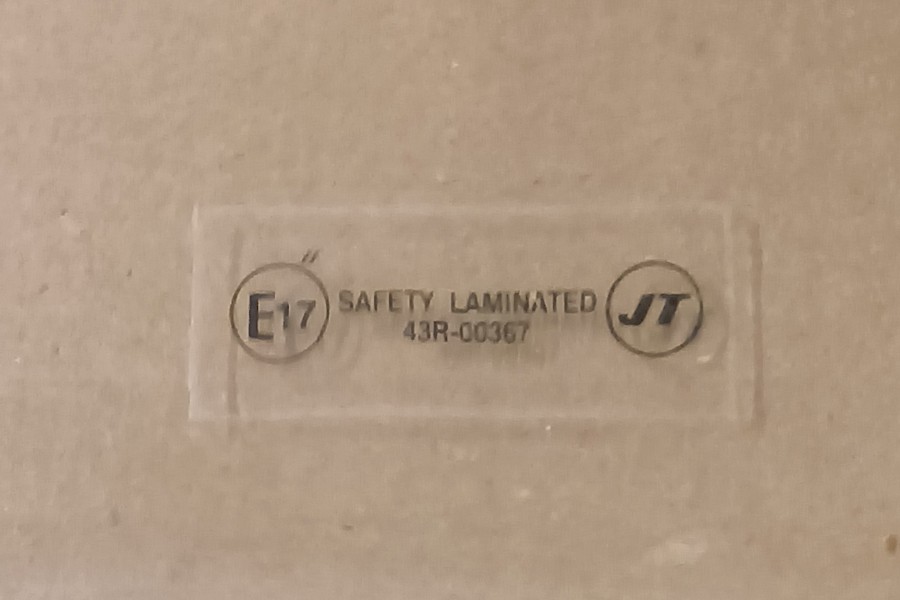 E17 SAFETY LAMINATED JT
43R-00367